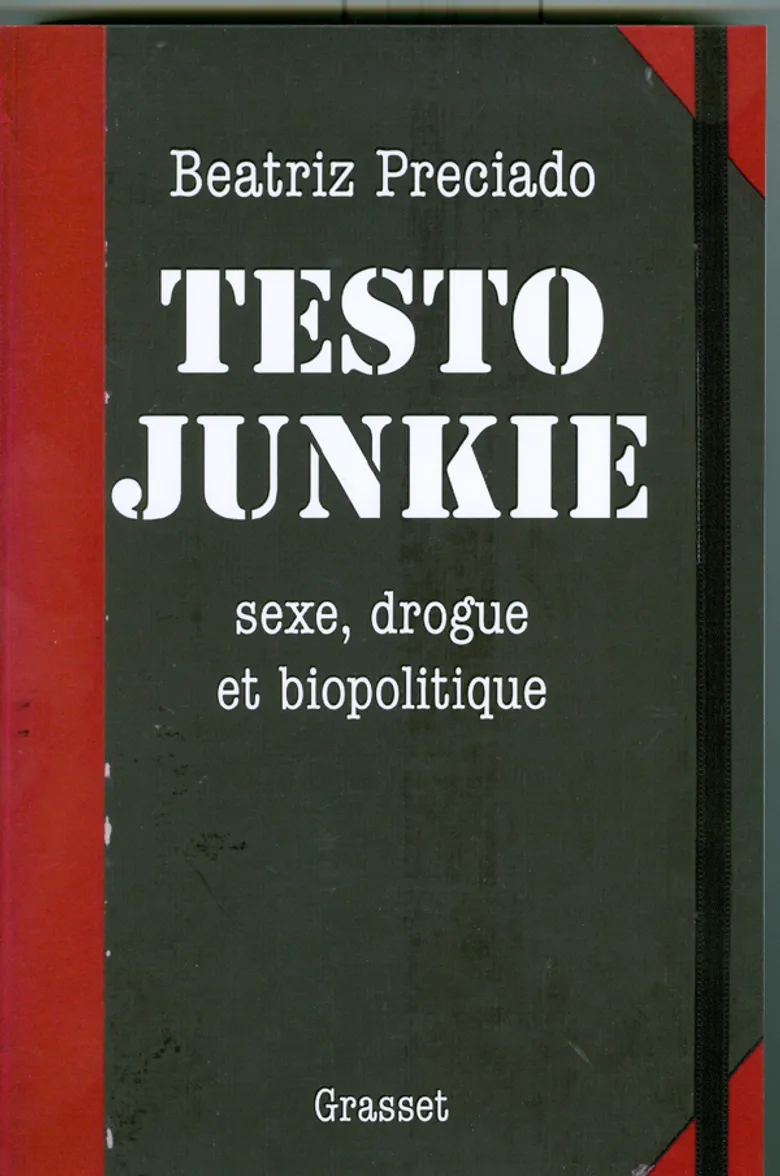 Beatriz Preciado
TESTO
JUNKIE
sexe, drogue
et biopolitique
Grasset